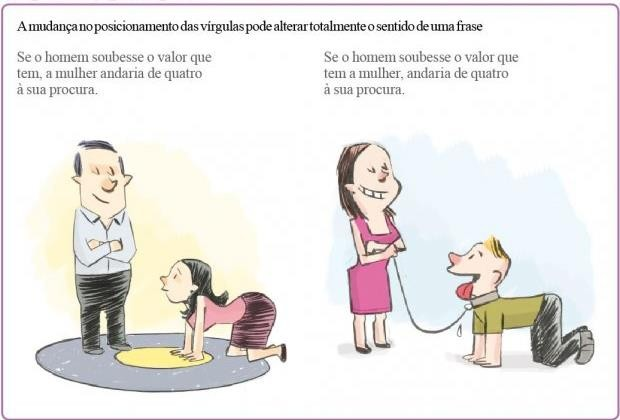 A mudança no posicionamento das vírgulas pode alterar totalmente o sentido de uma frase
Se o homem soubesse o valor que
tem, a mulher andaria de quatro
à sua procura.
Se o homem soubesse o valor que
tem a mulher, andaria de quatro
à sua procura.